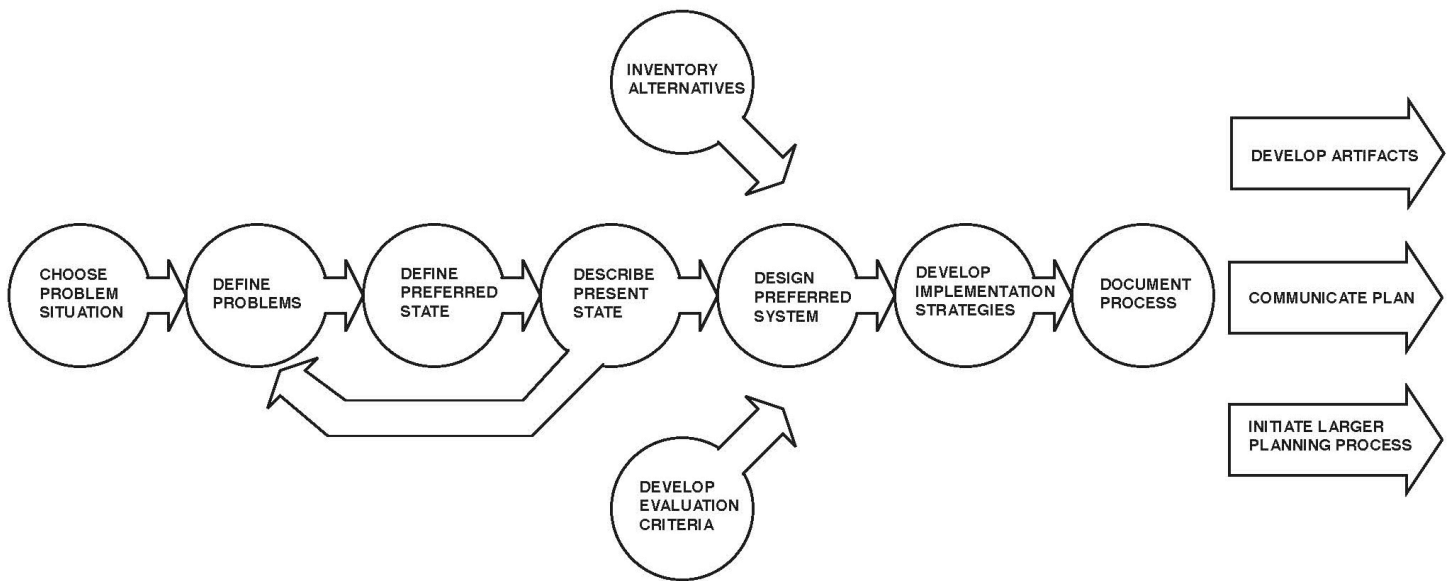 INVENTORY
ALTERNATIVES
DEVELOP ARTIFACTS
CHOOSE
PROBLEM
SITUATION
DEFINE
PROBLEMS
DEFINE
PREFERRED
STATE
DESCRIBE
PRESENT
STATE
DESIGN
PREFERRED
SYSTEM
DEVELOP
IMPLEMENTATION
STRATEGIES
DOCUMENT
PROCESS
COMMUNICATE PLAN
DEVELOP
EVALUATION
CRITERIA
INITIATE LARGER
PLANNING PROCESS